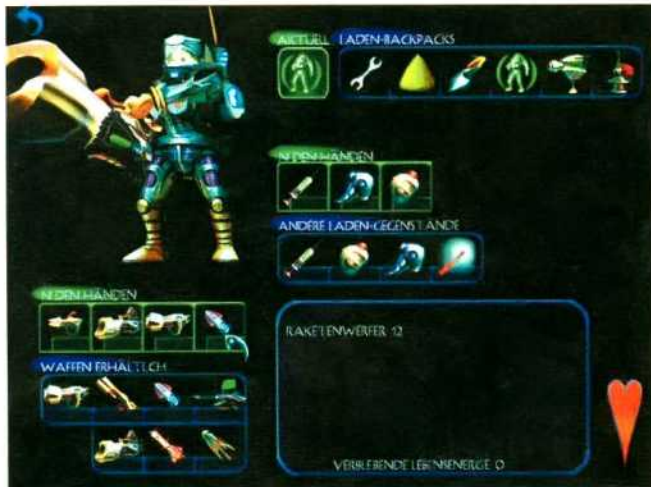 AKTUELL LADEN-BACKPACKS
IN DEN HÄNDEN
ANDERE LADEN-GEGENSTÄNDE
IN DEN HÄNDEN
WAFFEN ERHÄLTLICH
RAKETENWERFER 12
VERBLEIBENDE LEBENSENERGIE 0